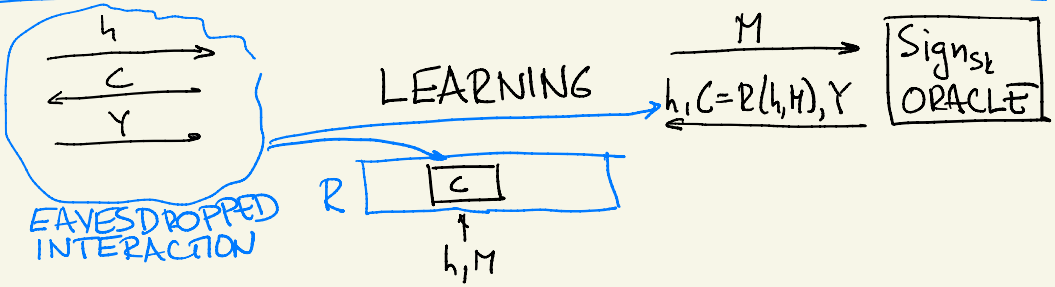 h
C
Y
EAVESDROPPED
INTERACTION
LEARNING
R
C
h, M
M
h, C=R(h,M), Y
Sign_sk
ORACLE